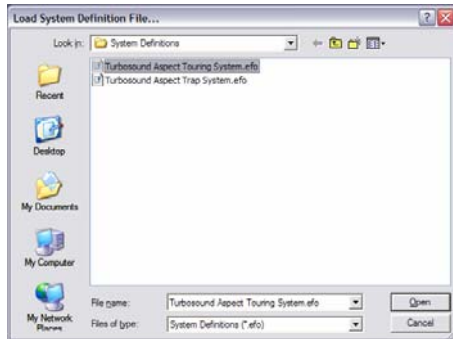 Load System Definition File...
Look in: System Definitions
Turbosound Aspect Touring System.efo
Turbosound Aspect Trap System.efo
Recent
Desktop
My Documents
My Computer
My Network
Places
File name: Turbosound Aspect Touring System.efo Open
Files of type: System Definitions (*.efo) Cancel